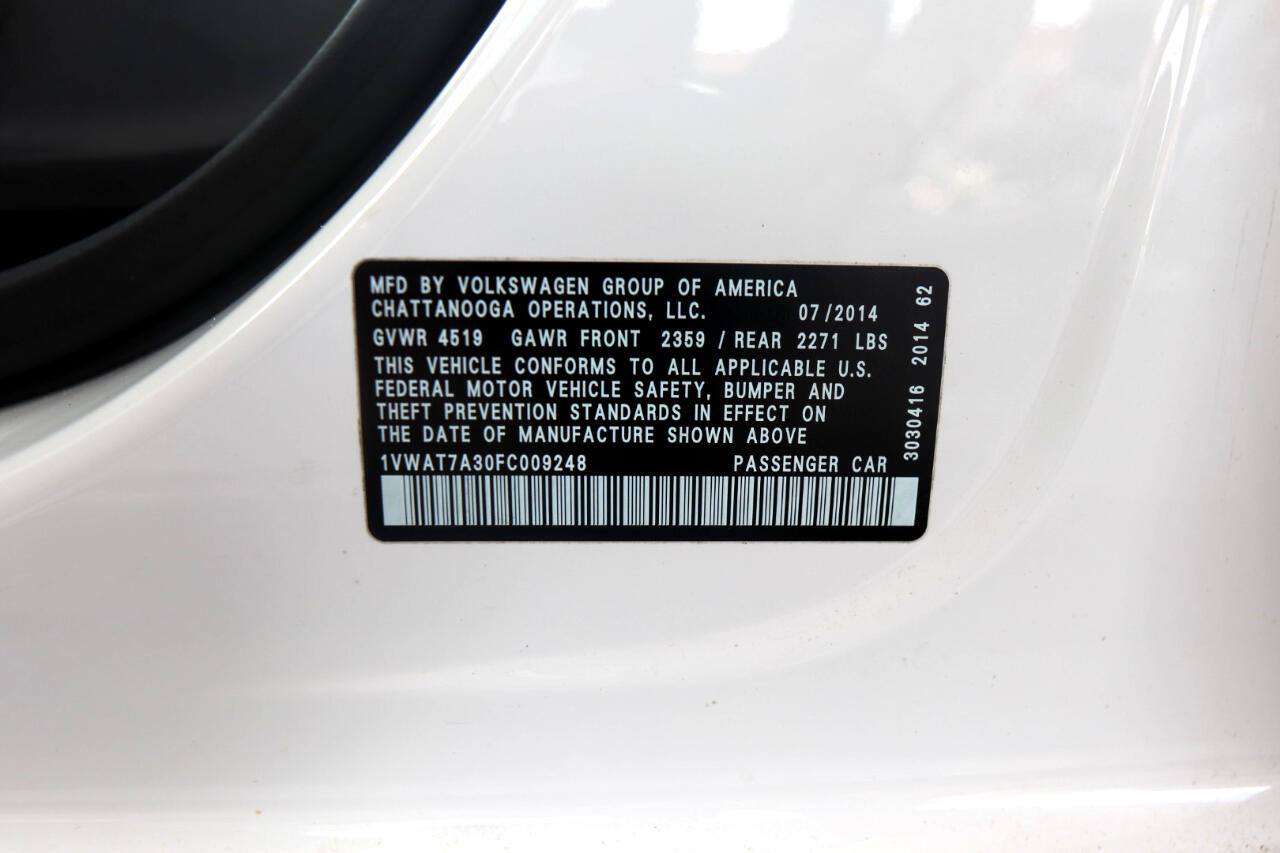 MFD BY VOLKSWAGEN GROUP OF AMERICA
CHATTANOOGA OPERATIONS, LLC. 07/2014
GVWR 4519 GAWR FRONT 2359 / REAR 2271 LBS
THIS VEHICLE CONFORMS TO ALL APPLICABLE U.S.
FEDERAL MOTOR VEHICLE SAFETY, BUMPER AND
THEFT PREVENTION STANDARDS IN EFFECT ON
THE DATE OF MANUFACTURE SHOWN ABOVE
1VWAT7A30FC009248 PASSENGER CAR
3030416 2014 62